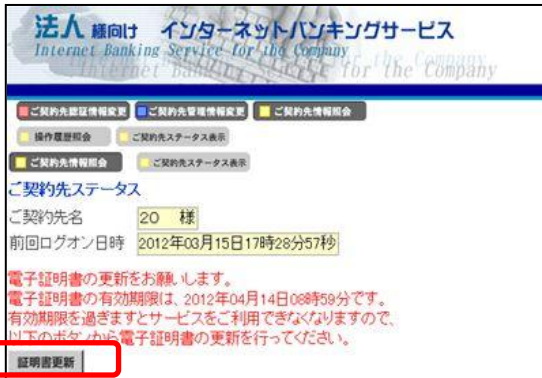 法人 様向け インターネットバンキングサービス
Internet Banking Service for the Company
Internet Banking Service for the Company
ご契約先認証情報変更 ご契約先管理情報変更 ご契約先情報照会
操作履歴照会 ご契約先ステータス表示
ご契約先情報照会 ご契約先ステータス表示
ご契約先ステータス
ご契約先名 20 様
前回ログオン日時 2012年03月15日17時28分57秒
電子証明書の更新をお願いします。
電子証明書の有効期限は、2012年04月14日08時59分です。
有効期限を過ぎますとサービスをご利用できなくなりますので、
以下のボタンから電子証明書の更新を行ってください。
証明書更新